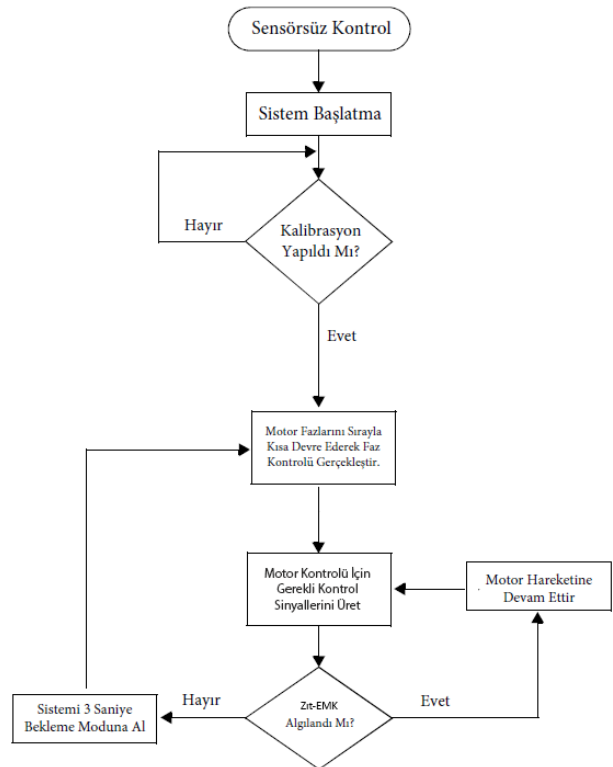 Sensörsüz Kontrol
Sistem Başlatma
Hayır
Kalibrasyon
Yapıldı Mı?
Evet
Motor Fazlarını Sırayla
Kısa Devre Ederek Faz
Kontrolü Gerçekleştir.
Motor Kontrolü İçin
Gerekli Kontrol
Sinyallerini Üret
Motor Hareketine
Devam Ettir
Sistemi 3 Saniye
Bekleme Moduna Al
Hayır
Zıt-EMK
Algılandı Mı?
Evet